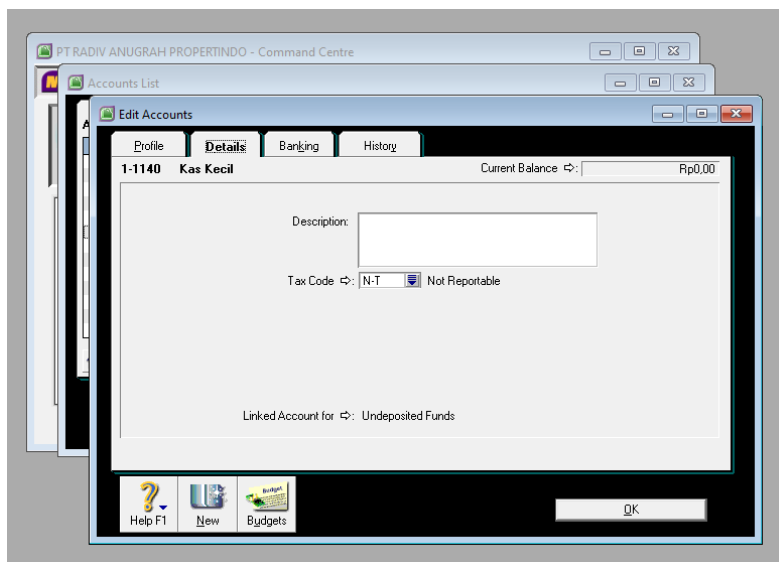 PT RADIV ANUGRAH PROPERTINDO - Command Centre
Accounts List
Edit Accounts
Profile Details Banking History
1-1140 Kas Kecil Current Balance ⇨: Rp0,00
Description:
Tax Code ⇨: N-T Not Reportable
Linked Account for ⇨: Undeposited Funds
Budget
Help F1 New Budgets OK